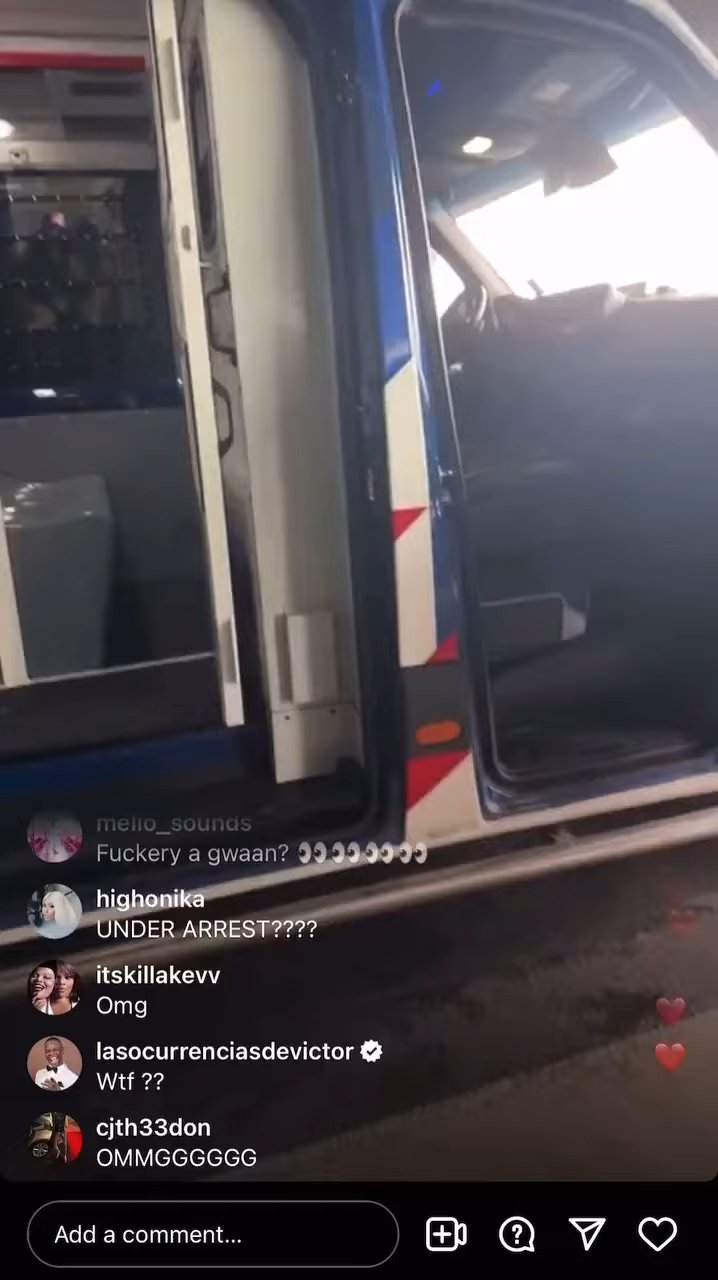 mello_sounds
Fuckery a gwaan? 👀👀👀👀👀👀👀
highonika
UNDER ARREST????
itskillakevv
Omg
lasocurrenciasdevictor
Wtf ??
cjth33don
OMMGGGGGG
Add a comment...